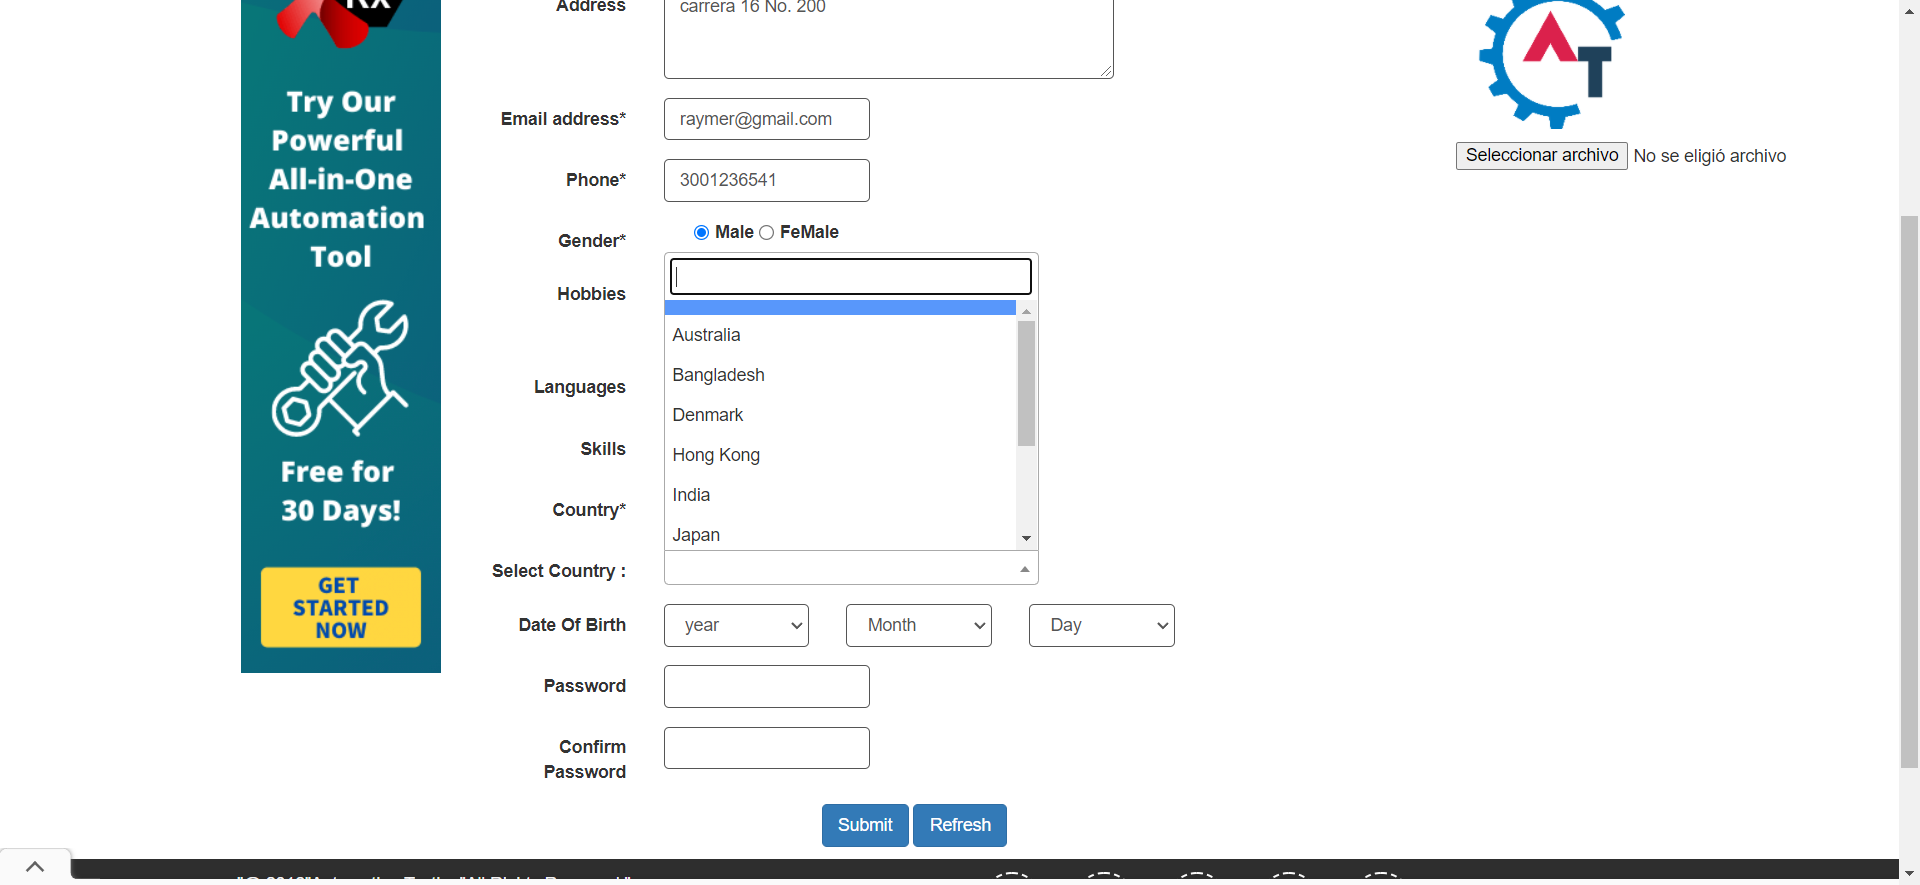 RX
Try Our
Powerful
All-in-One
Automation
Tool
Free for
30 Days!
GET
STARTED
NOW
Address
carrera 16 No. 200
Email address*
raymer@gmail.com
Phone*
3001236541
Gender*
Male FeMale
Hobbies
Languages
Skills
Country*
Australia
Bangladesh
Denmark
Hong Kong
India
Japan
Select Country :
Date Of Birth
year Month Day
Password
Confirm
Password
Submit Refresh
AT
Seleccionar archivo No se eligió archivo